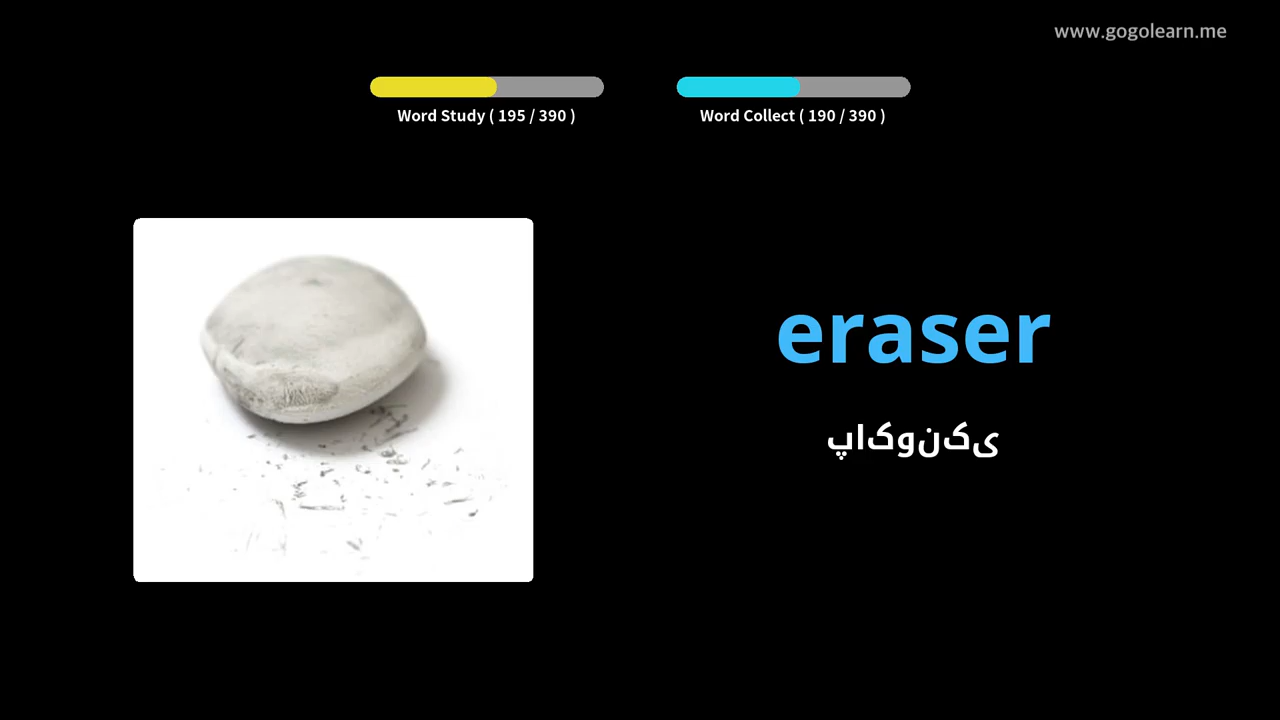 www.gogolearn.me
Word Study ( 195 / 390 )
Word Collect ( 190 / 390 )
eraser
پاکونکی